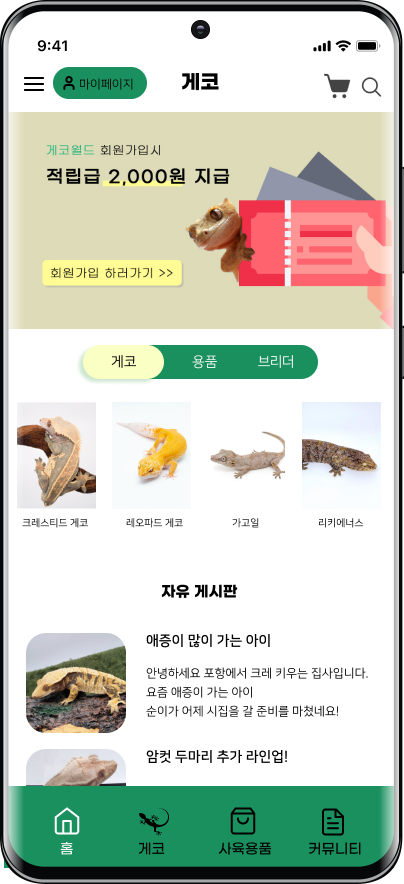 9:41
마이페이지
게코
게코월드 회원가입시
적립급 2,000원 지급
회원가입 하러가기 >>
게코 용품 브리더
크레스티드 게코 레오파드 게코 가고일 리키에너스
자유 게시판
애증이 많이 가는 아이
안녕하세요 포항에서 크레 키우는 집사입니다.
요즘 애증이 가는 아이
순이가 어제 시집을 갈 준비를 마쳤네요!
암컷 두마리 추가 라인업!
홈 게코 사육용품 커뮤니티